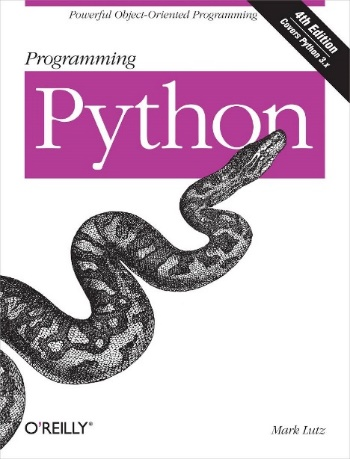 Powerful Object-Oriented Programming
4th Edition
Covers Python 3.x
Programming
Python
O'REILLY®
Mark Lutz